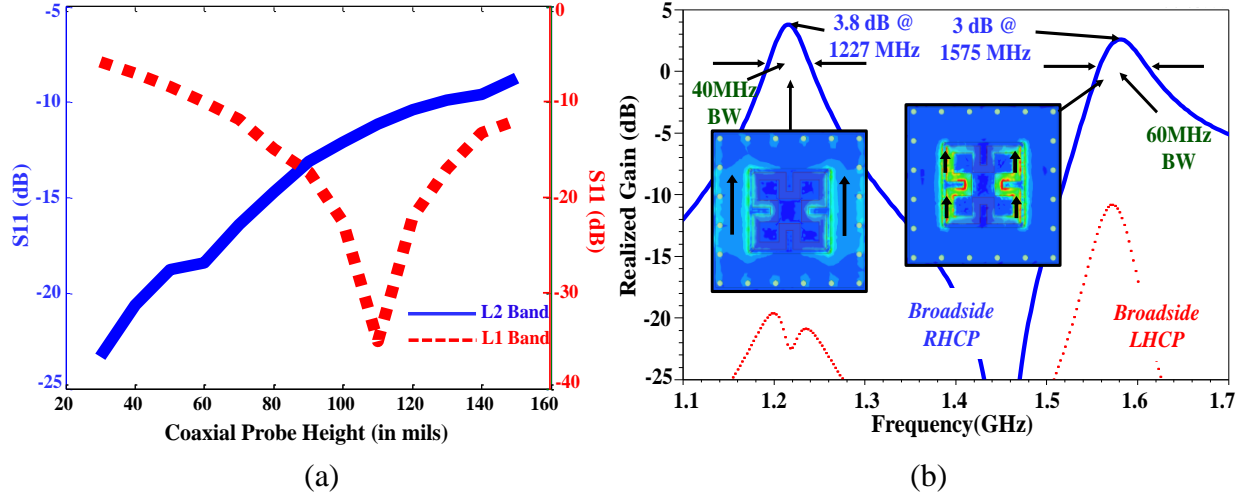 0
-10
-20
-30
-40
S11 (dB)
-5
-10
-15
-20
-25
S11 (dB)
L2 Band
L1 Band
20 40 60 80 100 120 140 160
Coaxial Probe Height (in mils)
(a)
5
0
-5
-10
-15
-20
-25
Realized Gain (dB)
3.8 dB @
1227 MHz
3 dB @
1575 MHz
40MHz
BW
60MHz
BW
Broadside
RHCP
Broadside
LHCP
1.1 1.2 1.3 1.4 1.5 1.6 1.7
Frequency(GHz)
(b)